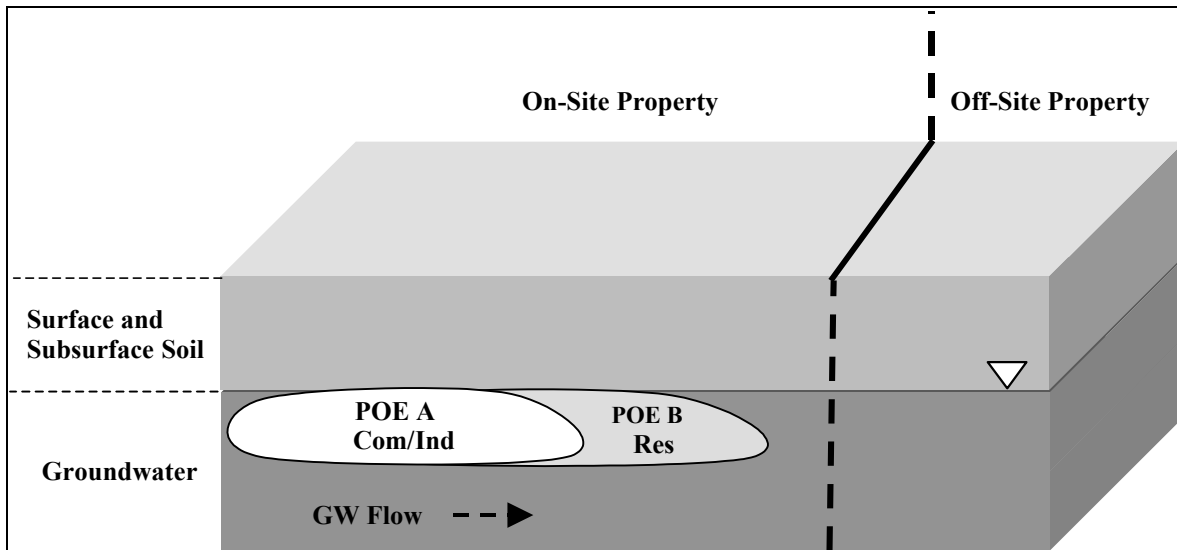 On-Site Property
Off-Site Property
Surface and
Subsurface Soil
POE A
Com/Ind
POE B
Res
Groundwater
GW Flow